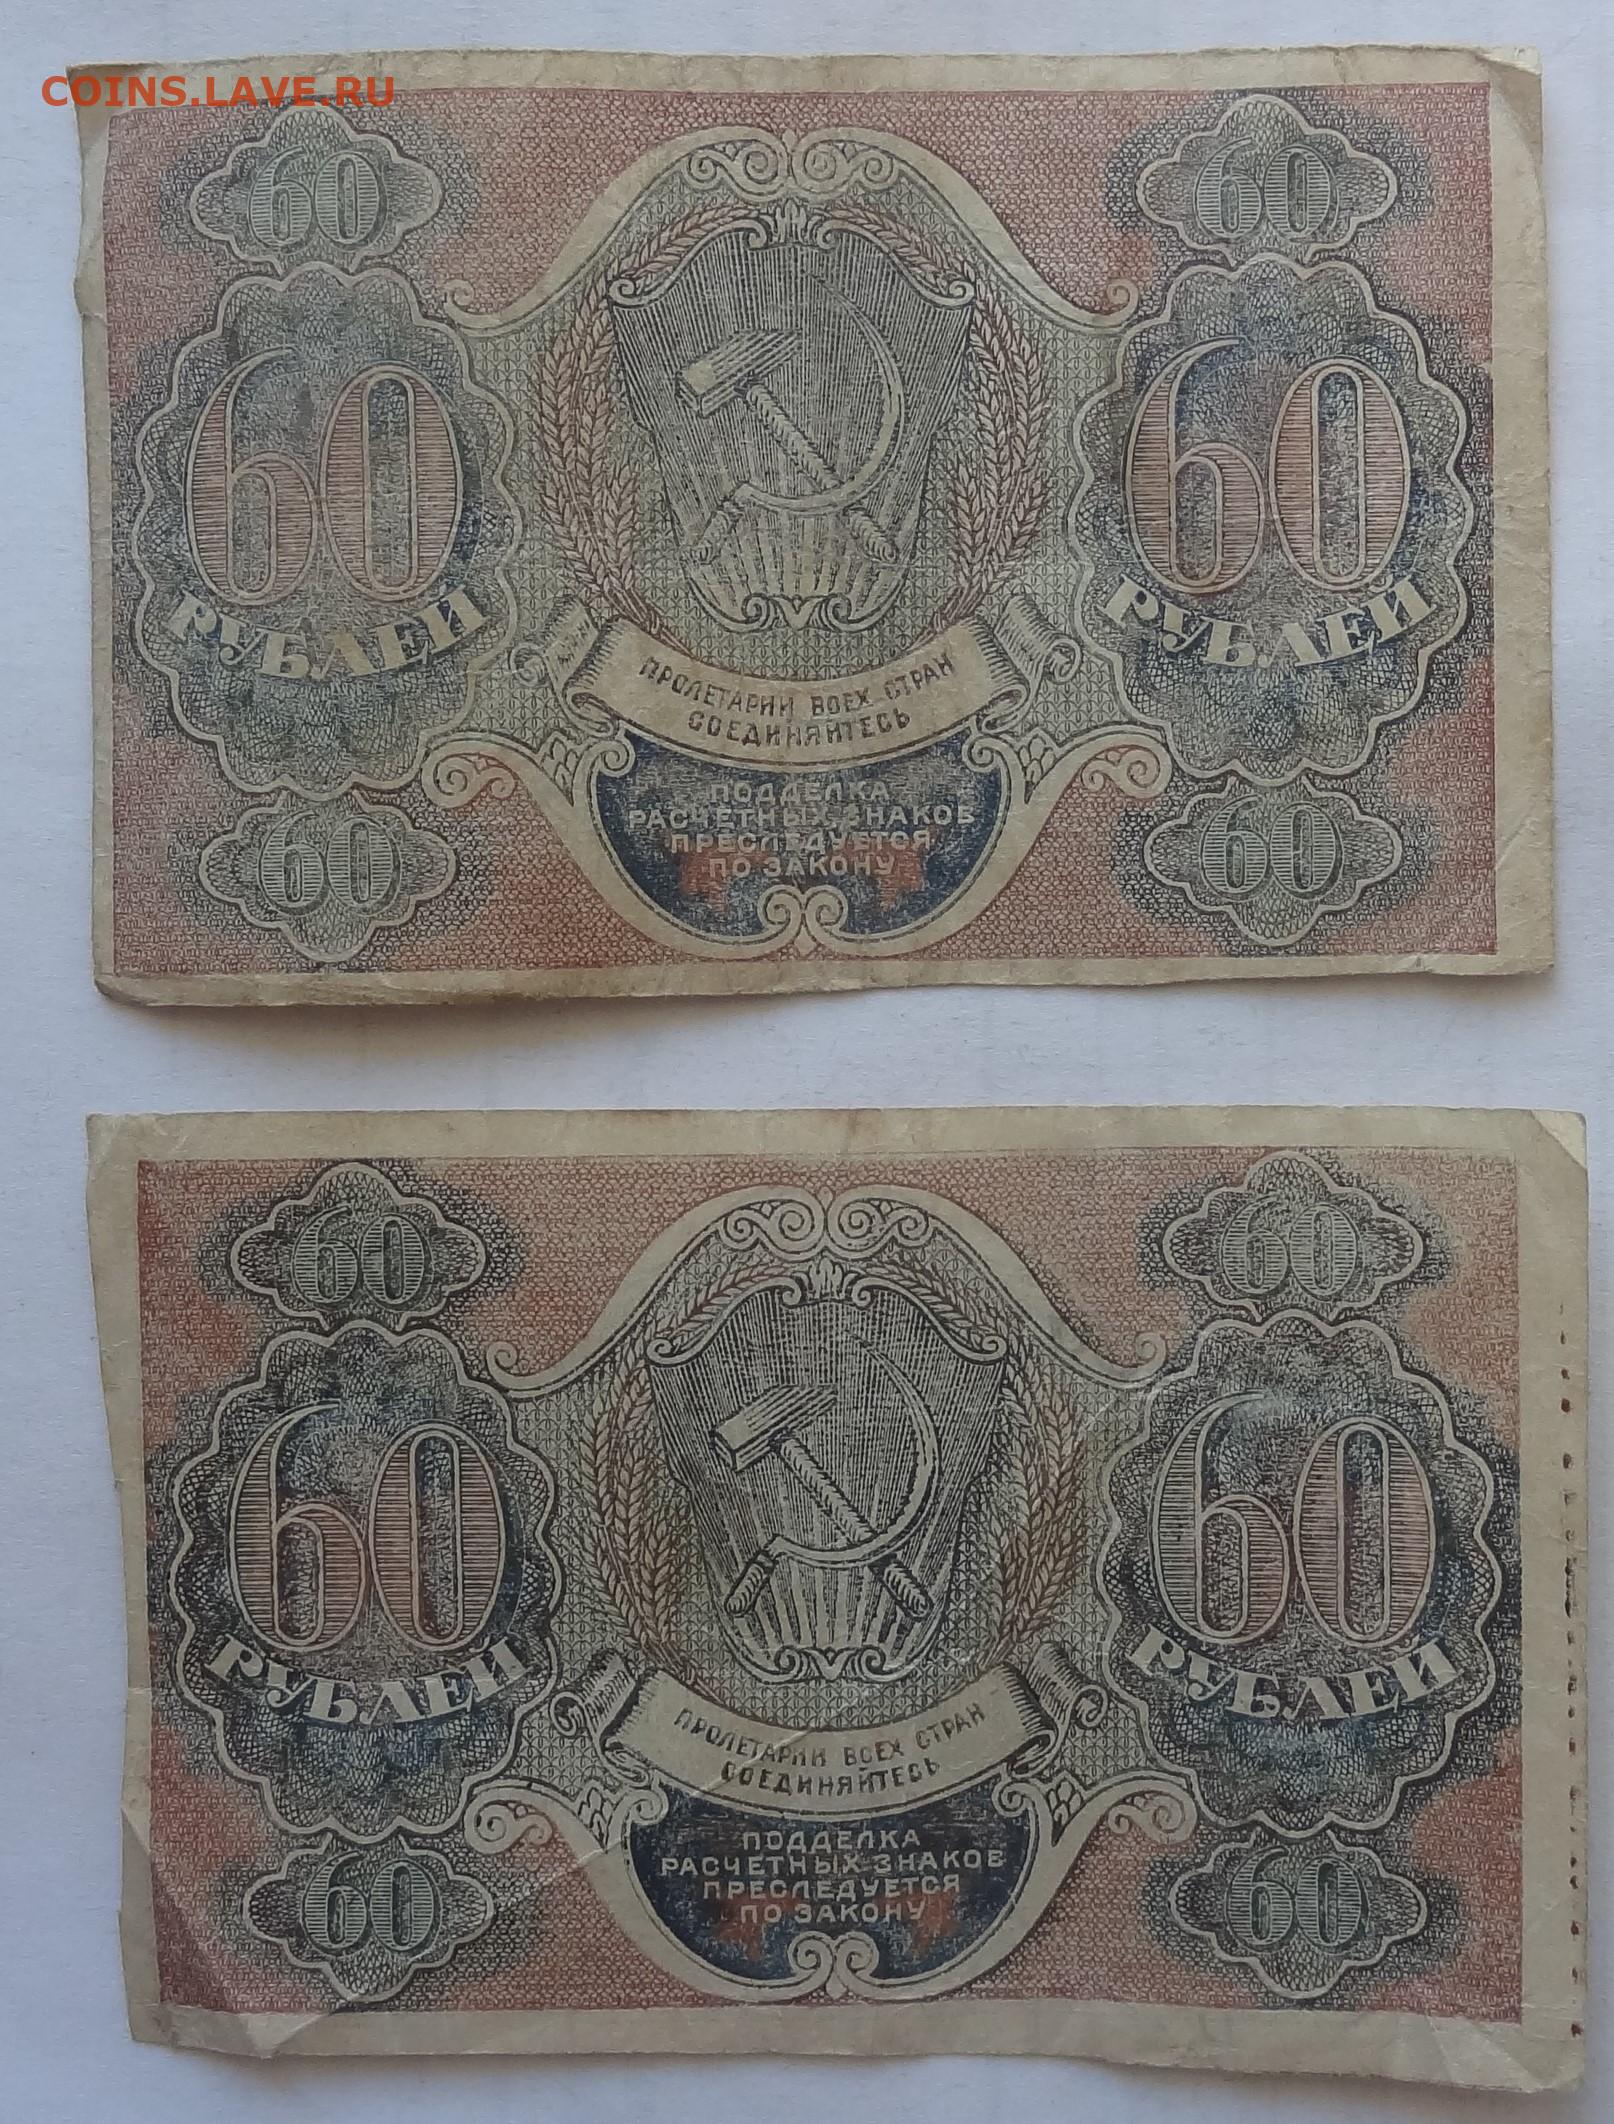 COINS.LAVE.RU
60 60
60 60
РУБЛЕЙ РУБЛЕЙ
ПРОЛЕТАРИИ ВСЕХ СТРАН
СОЕДИНЯЙТЕСЬ
ПОДДЕЛКА
РАСЧЕТНЫХ ЗНАКОВ
ПРЕСЛЕДУЕТСЯ
ПО ЗАКОНУ
60 60
60 60
60 60
РУБЛЕЙ РУБЛЕЙ
ПРОЛЕТАРИИ ВСЕХ СТРАН
СОЕДИНЯЙТЕСЬ
ПОДДЕЛКА
РАСЧЕТНЫХ ЗНАКОВ
ПРЕСЛЕДУЕТСЯ
ПО ЗАКОНУ
60 60